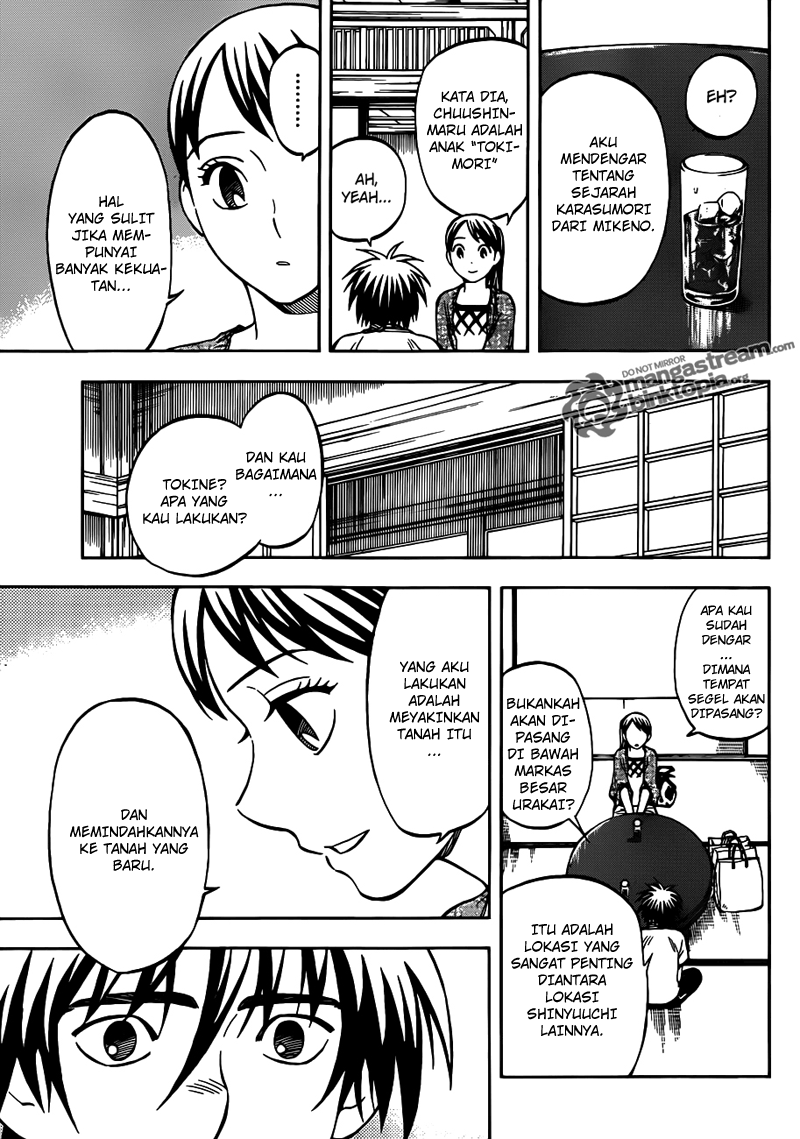 EH?
AKU
MENDENGAR
TENTANG
SEJARAH
KARASUMORI
DARI MIKENO.
KATA DIA,
CHUUSHIN-
MARU ADALAH
ANAK "TOKI-
MORI"
AH,
YEAH...
........
HAL
YANG SULIT
JIKA MEM-
PUNYAI
BANYAK KEKUA-
TAN...
DO NOT MIRROR
mangastream.com
binktopia.org
DAN KAU
BAGAIMANA
...
TOKINE?
APA YANG
KAU LAKUKAN?
APA KAU
SUDAH
DENGAR
...
DIMANA
TEMPAT
SEGEL AKAN
DIPASANG?
BUKANKAH
AKAN DI-
PASANG
DI BAWAH
MARKAS
BESAR
URAKAI?
ITU ADALAH
LOKASI YANG
SANGAT PENTING
DIANTARA
LOKASI
SHINYUUCHI
LAINNYA.
YANG AKU
LAKUKAN
ADALAH
MEYAKINKAN
TANAH ITU
...
DAN
MEMINDAHKANNYA
KE TANAH YANG
BARU.